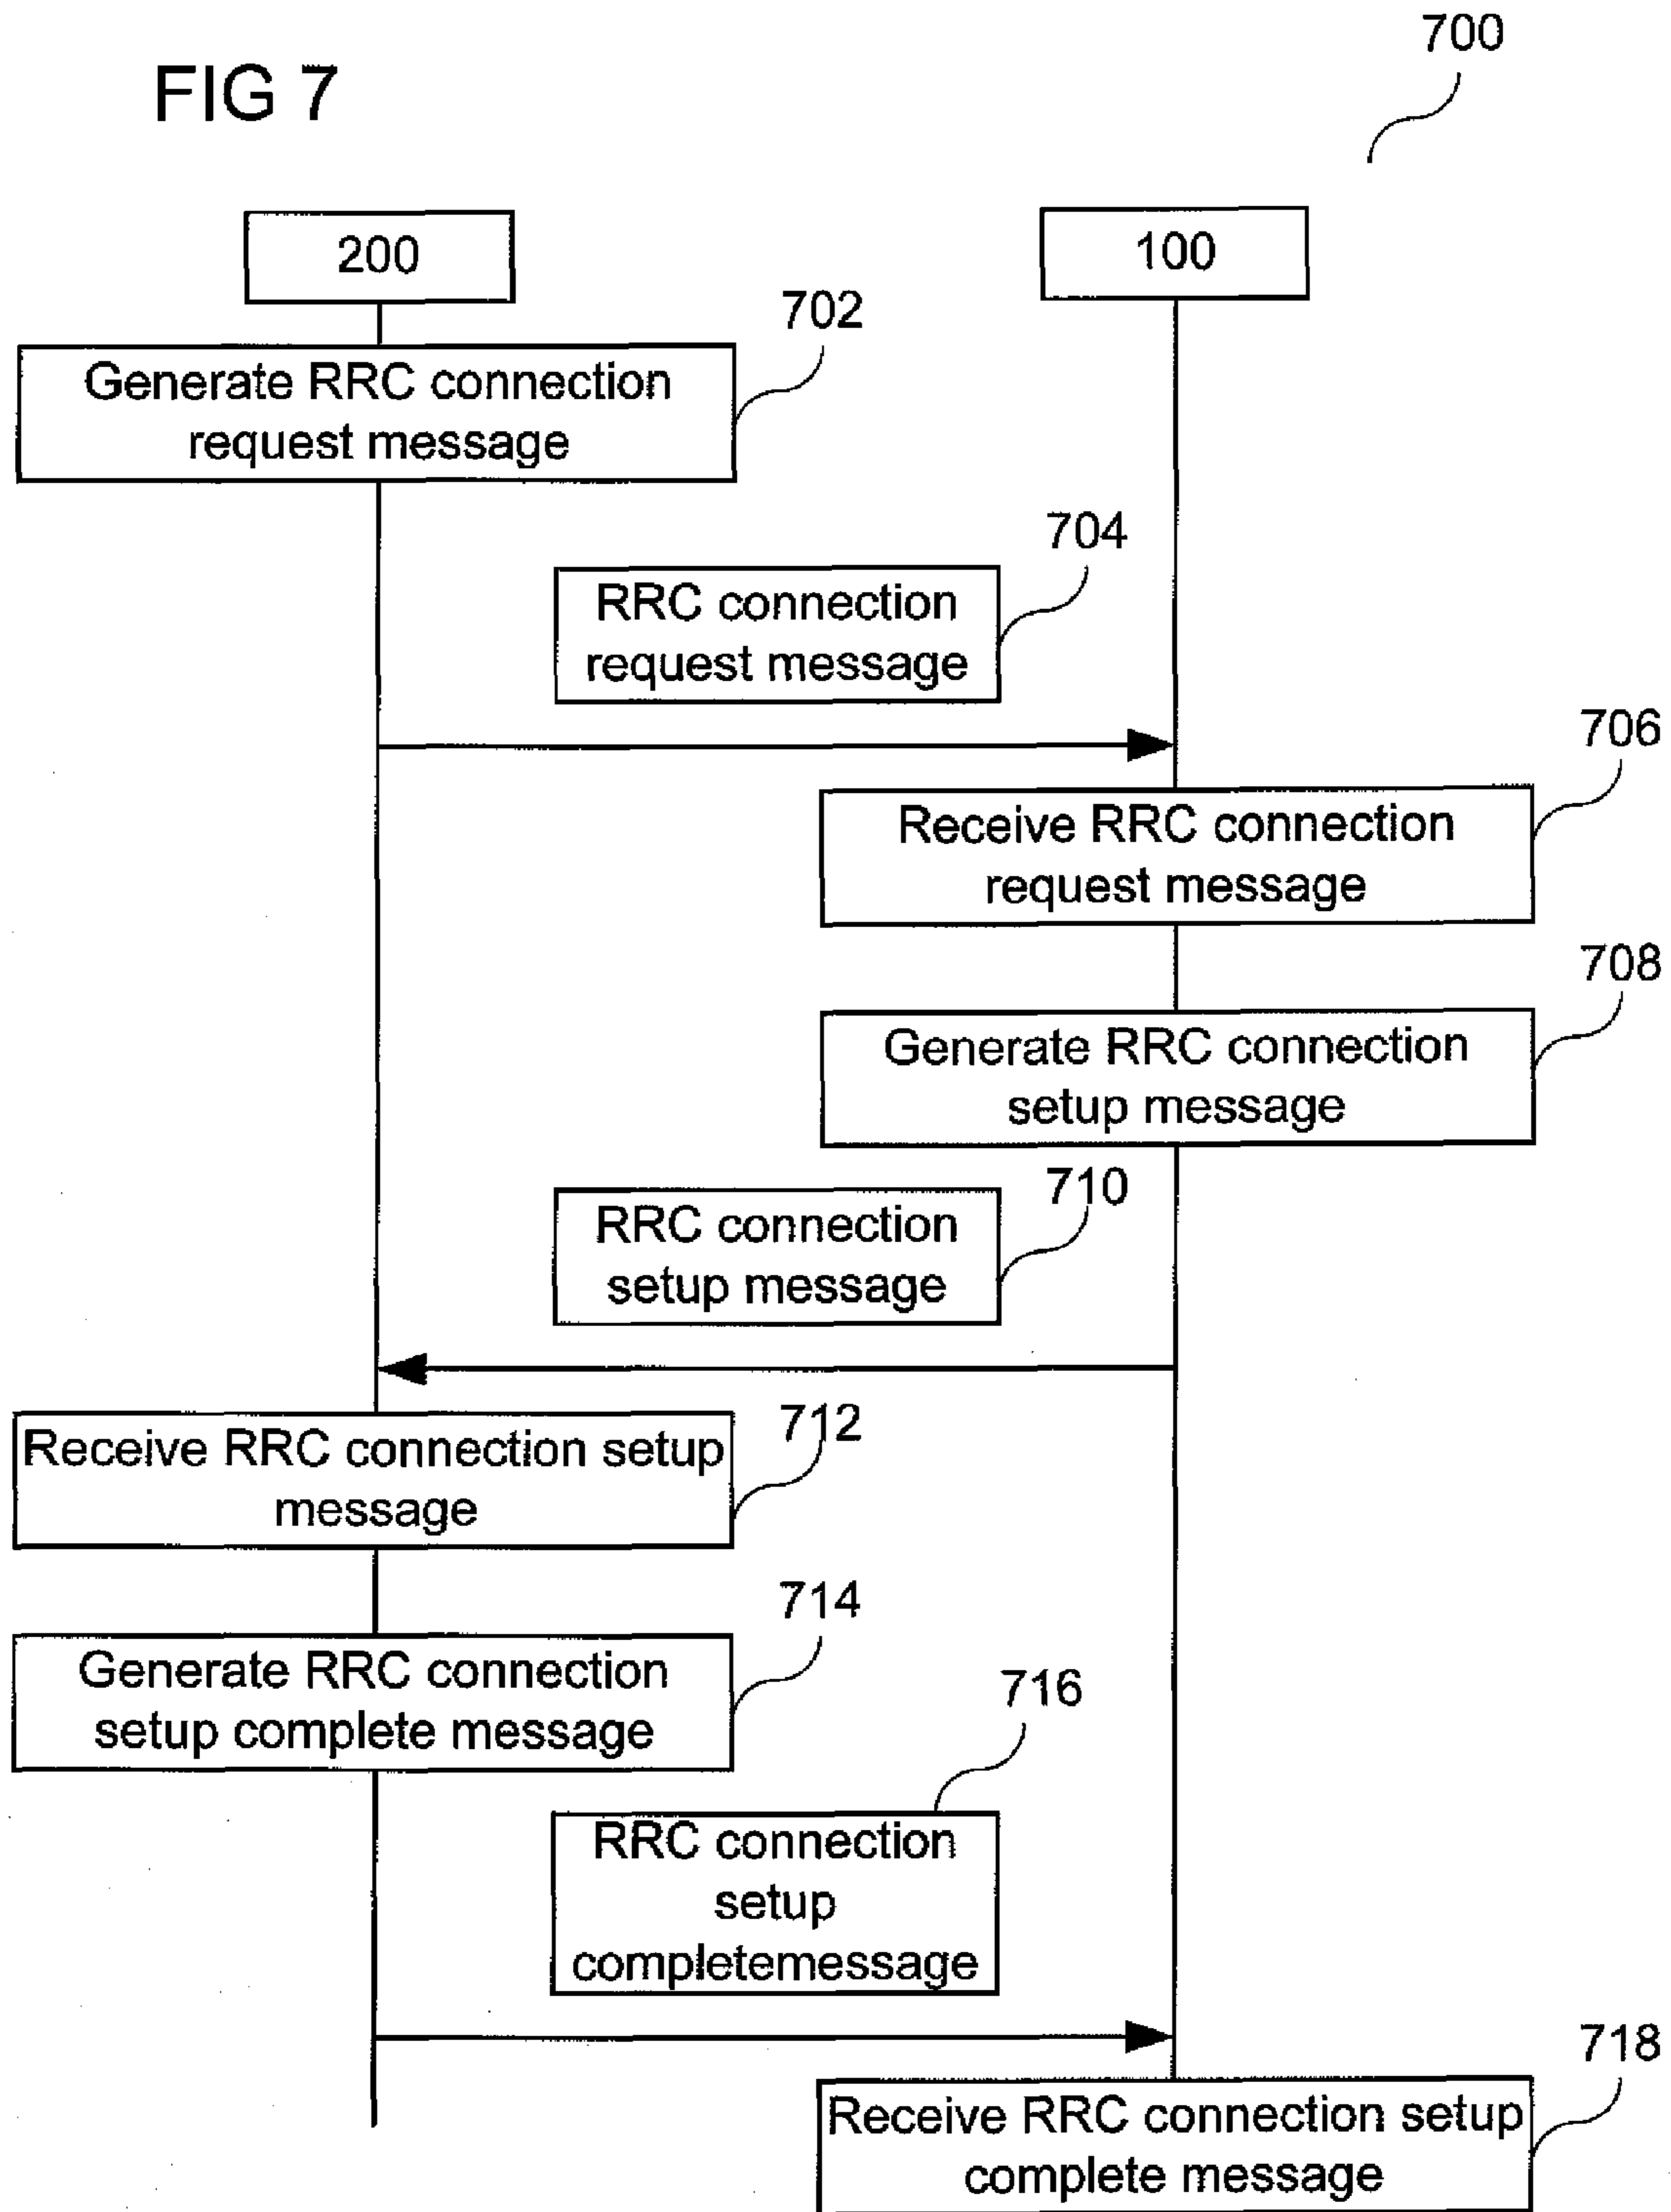 700
FIG 7
200
100
702
Generate RRC connection
request message
704
RRC connection
request message
706
Receive RRC connection
request message
708
Generate RRC connection
setup message
710
RRC connection
setup message
712
Receive RRC connection setup
message
714
Generate RRC connection
setup complete message
716
RRC connection
setup
completemessage
718
Receive RRC connection setup
complete message